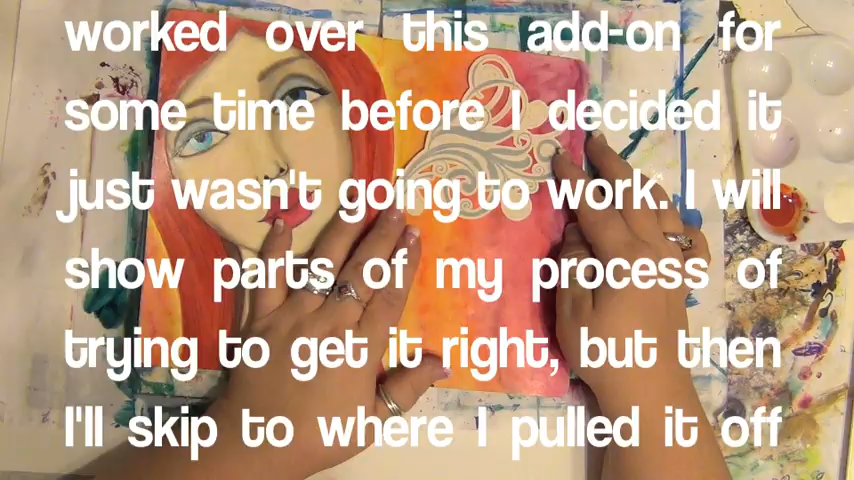 worked over this add-on for
some time before I decided it
just wasn't going to work. I will
show parts of my process of
trying to get it right, but then
I'll skip to where I pulled it off